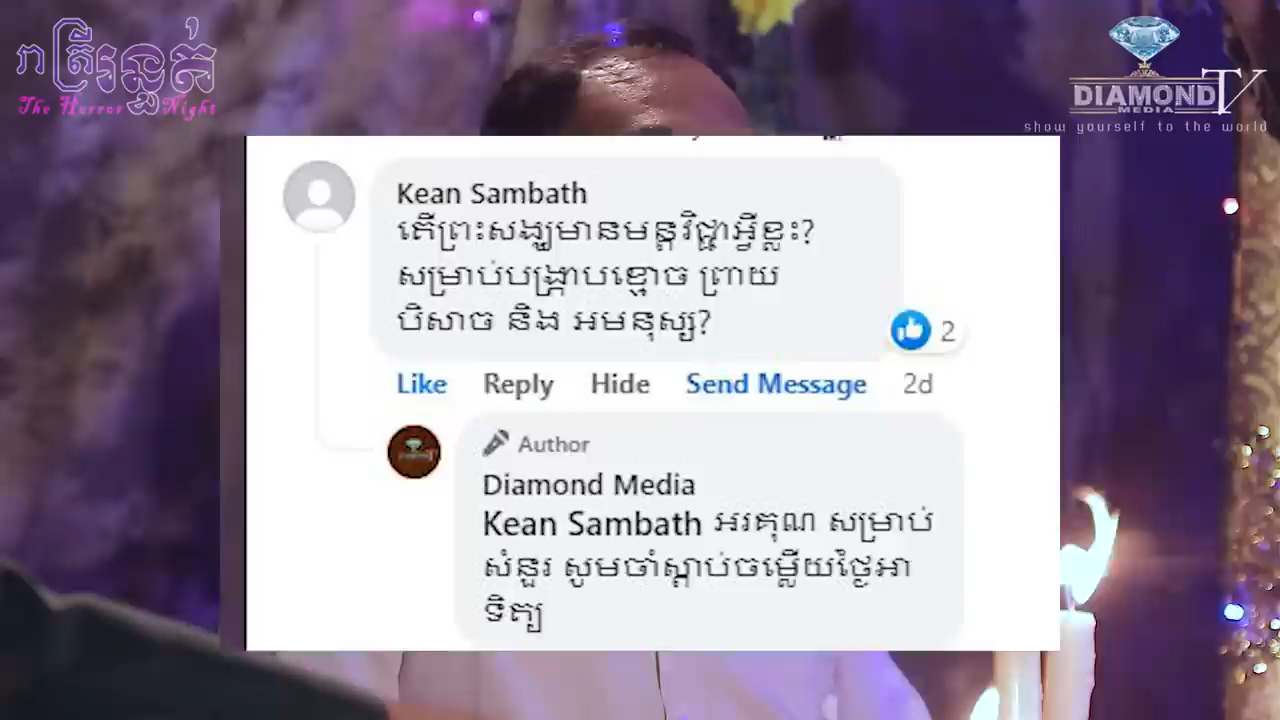 រាត្រីរន្ធត់
The Horror Night
DIAMOND TV
MEDIA
show yourself to the world
Kean Sambath
តើព្រះសង្ឃមានមន្តវិជ្ជាអ្វីខ្លះ?
សម្រាប់បង្ក្រាបខ្មោច ព្រាយ
បិសាច និង អមនុស្ស?
2
Like Reply Hide Send Message 2d
Author
Diamond Media
Kean Sambath អរគុណ សម្រាប់
សំនួរ សូមចាំស្តាប់ចម្លើយថ្ងៃអា
ទិត្យ